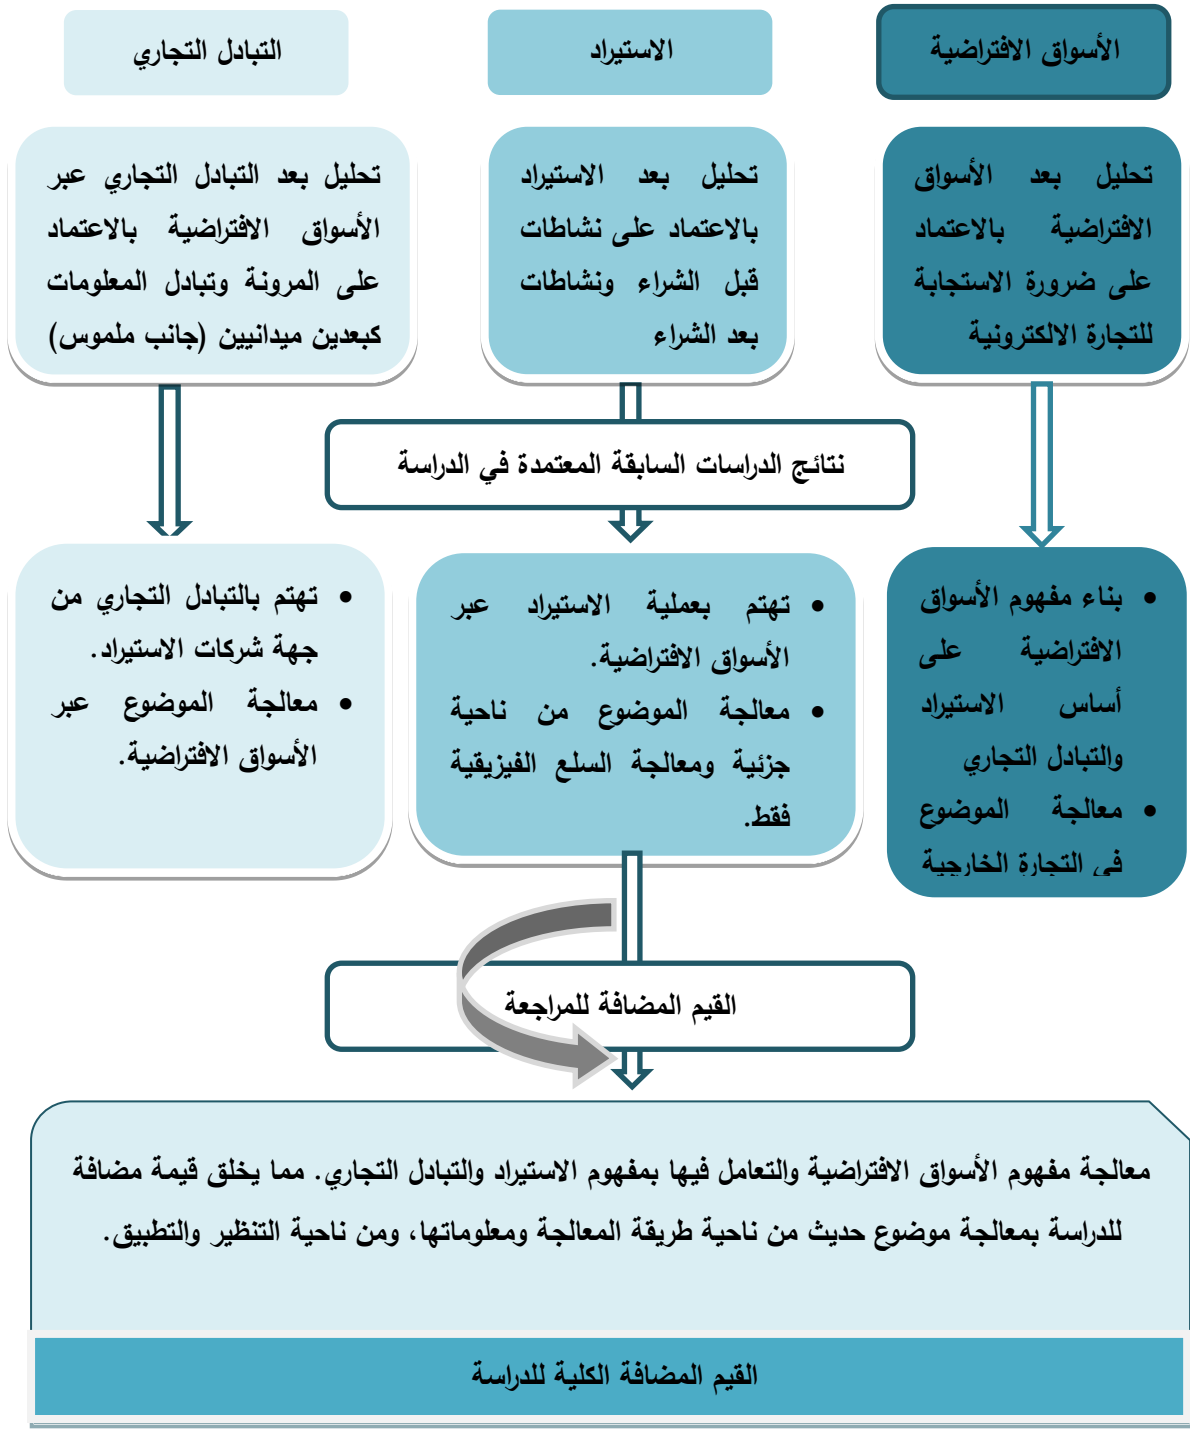 الأسواق الافتراضية
الاستيراد
التبادل التجاري
تحليل بعد الأسواق
الافتراضية بالاعتماد
على ضرورة الاستجابة
للتجارة الالكترونية
تحليل بعد الاستيراد
بالاعتماد على نشاطات
قبل الشراء ونشاطات
بعد الشراء
تحليل بعد التبادل التجاري عبر
الأسواق الافتراضية بالاعتماد
على المرونة وتبادل المعلومات
كبعدين ميدانيين (جانب ملموس)
نتائج الدراسات السابقة المعتمدة في الدراسة
• بناء مفهوم الأسواق
الافتراضية على
أساس الاستيراد
والتبادل التجاري
• معالجة الموضوع
في التجارة الخارجية
• تهتم بعملية الاستيراد عبر
الأسواق الافتراضية.
• معالجة الموضوع من ناحية
جزئية ومعالجة السلع الفيزيقية
فقط.
• تهتم بالتبادل التجاري من
جهة شركات الاستيراد.
• معالجة الموضوع عبر
الأسواق الافتراضية.
القيم المضافة للمراجعة
معالجة مفهوم الأسواق الافتراضية والتعامل فيها بمفهوم الاستيراد والتبادل التجاري. مما يخلق قيمة مضافة
للدراسة بمعالجة موضوع حديث من ناحية طريقة المعالجة ومعلوماتها، ومن ناحية التنظير والتطبيق.
القيم المضافة الكلية للدراسة